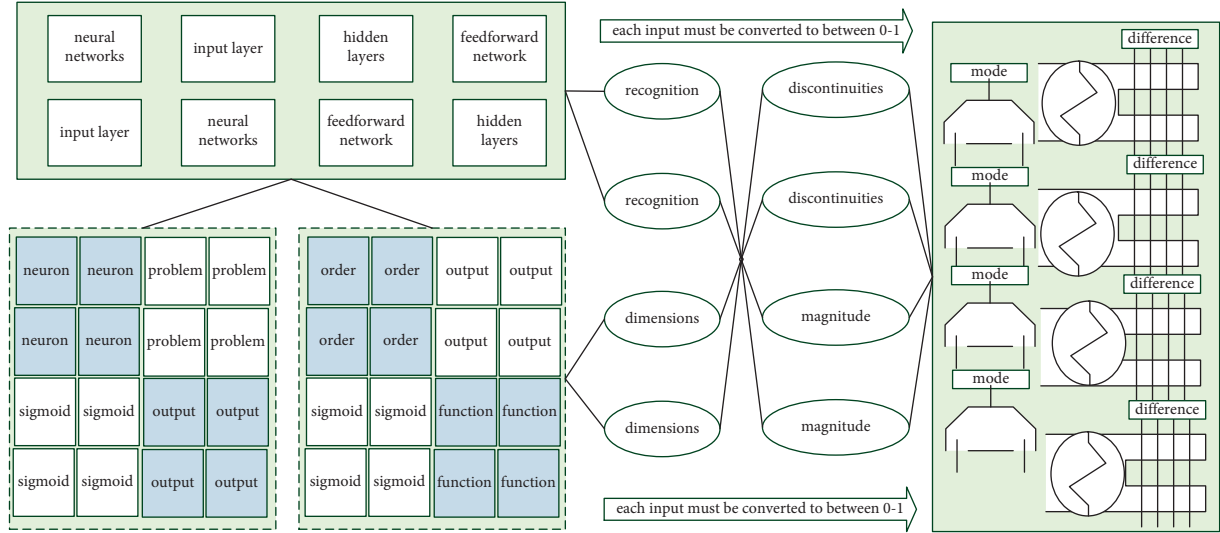 neural
networks
input layer
hidden
layers
feedforward
network
input layer
neural
networks
feedforward
network
hidden
layers
neuron neuron problem problem
neuron neuron problem problem
sigmoid sigmoid output output
sigmoid sigmoid output output
order order output output
order order output output
sigmoid sigmoid function function
sigmoid sigmoid function function
each input must be converted to between 0-1
recognition
discontinuities
recognition
discontinuities
dimensions
magnitude
dimensions
magnitude
each input must be converted to between 0-1
difference
mode
difference
mode
mode
difference
mode
difference